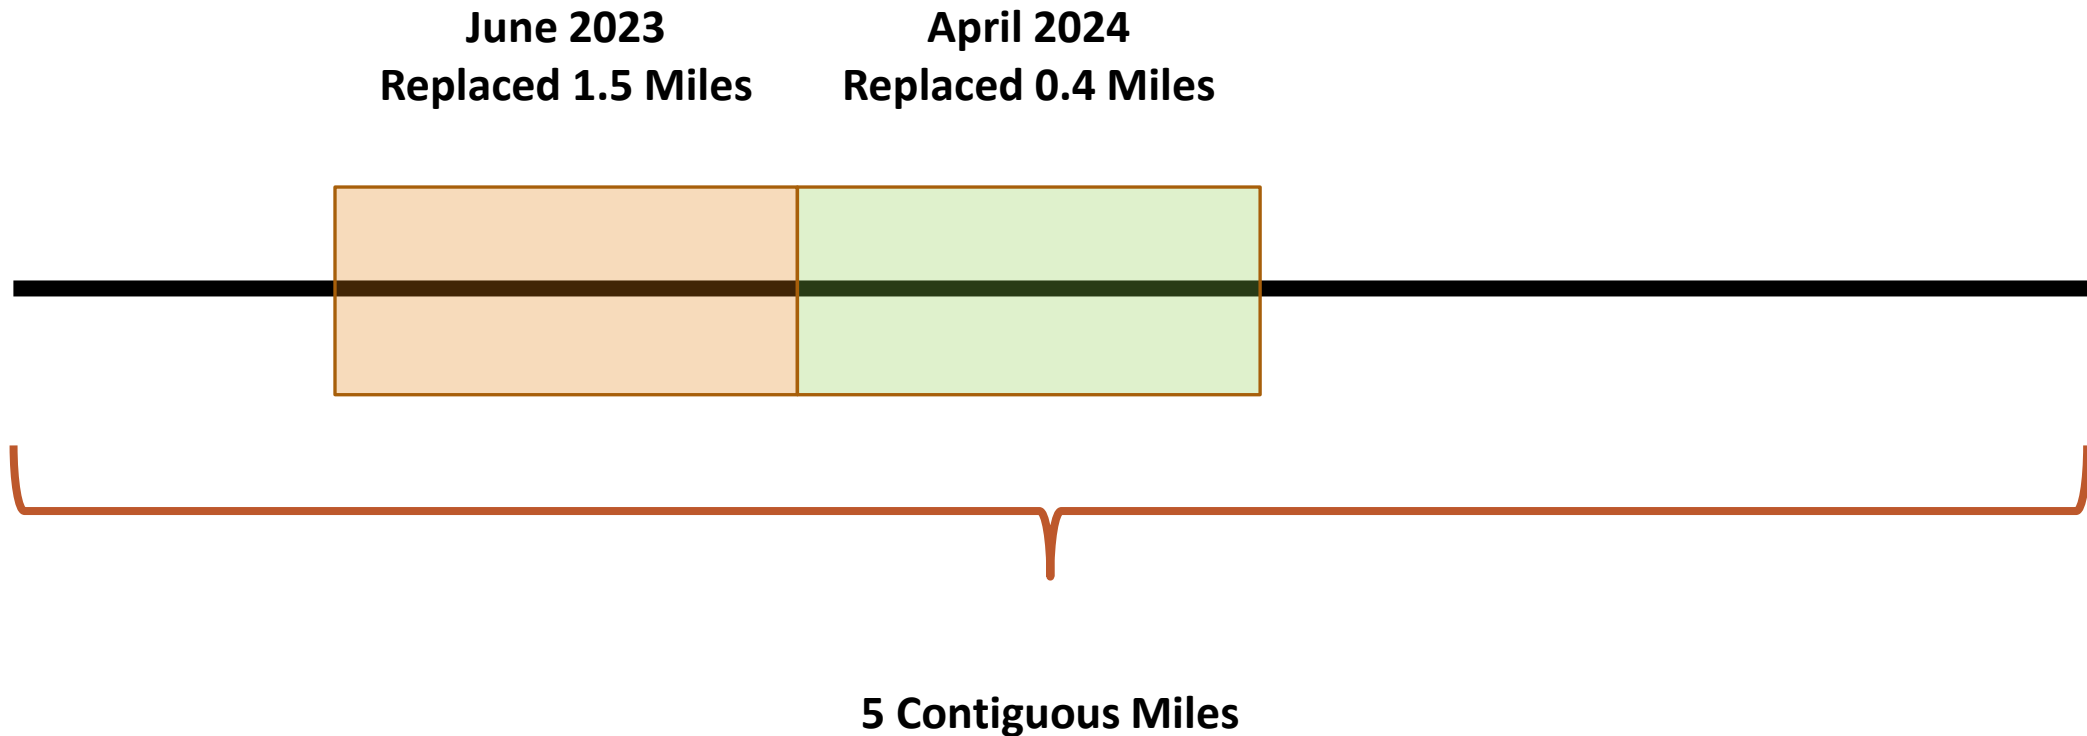 June 2023
Replaced 1.5 Miles
April 2024
Replaced 0.4 Miles
5 Contiguous Miles